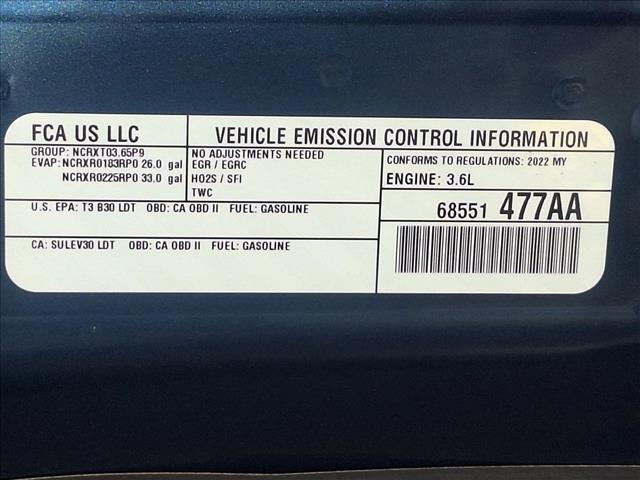 FCA US LLC
VEHICLE EMISSION CONTROL INFORMATION
GROUP: NCRXT03.65P9
EVAP: NCRXR0183RP0 26.0 gal
NCRXR0225RP0 33.0 gal
NO ADJUSTMENTS NEEDED
EGR / EGRC
HO2S / SFI
TWC
CONFORMS TO REGULATIONS: 2022 MY
ENGINE: 3.6L
U.S. EPA: T3 B30 LDT OBD: CA OBD II FUEL: GASOLINE
CA: SULEV30 LDT OBD: CA OBD II FUEL: GASOLINE
68551 477AA